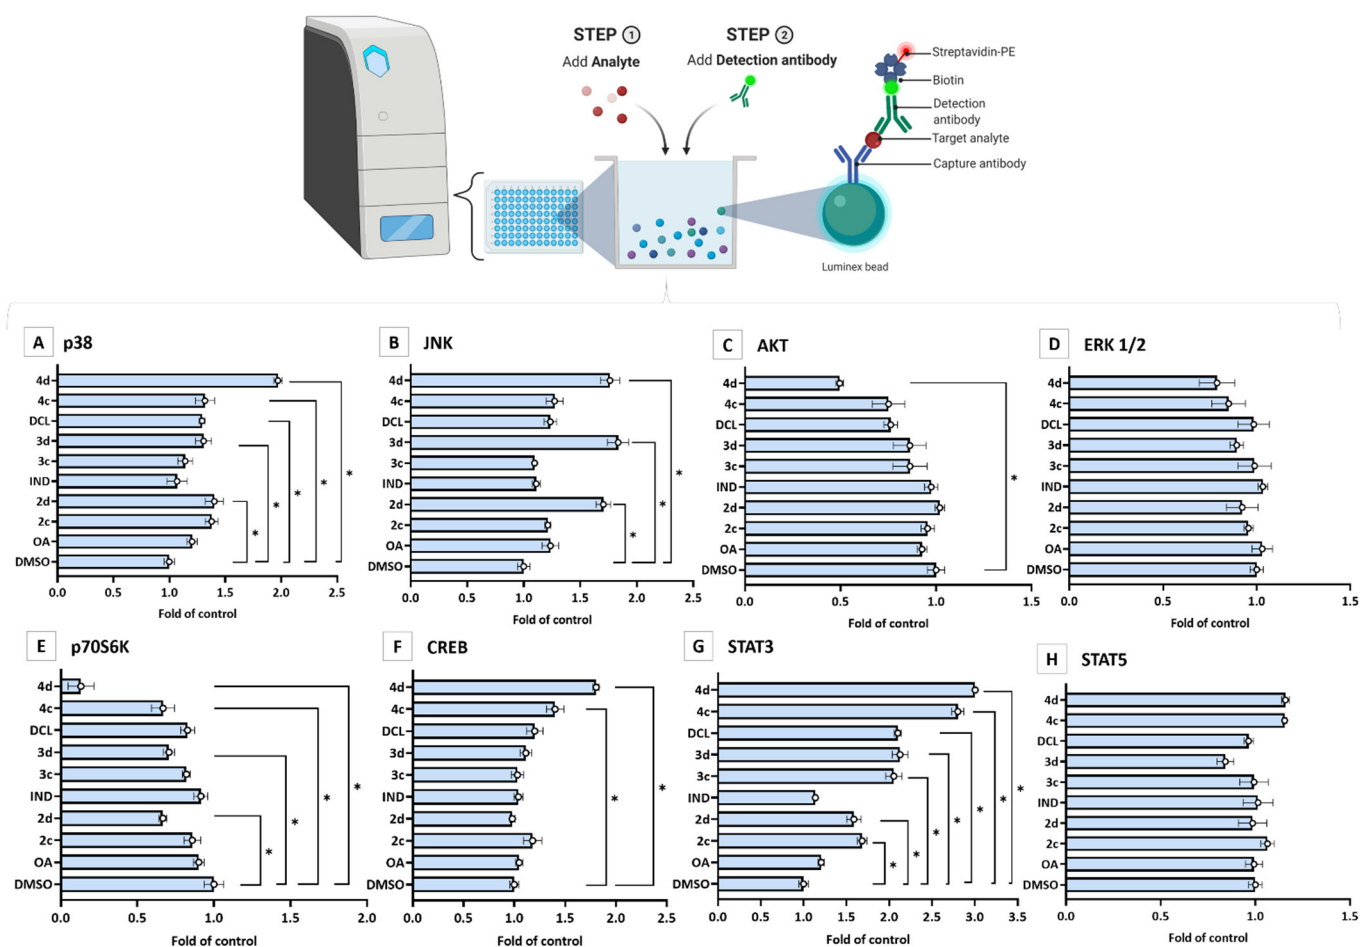 STEP 1
Add Analyte
STEP 2
Add Detection antibody
Streptavidin-PE
Biotin
Detection
antibody
Target analyte
Capture antibody
Luminex bead
A p38
4d
4c
DCL
3d
3c
IND
2d
2c
OA
DMSO
* * * * *
0.0 0.5 1.0 1.5 2.0 2.5
Fold of control
B JNK
4d
4c
DCL
3d
3c
IND
2d
2c
OA
DMSO
* * *
0.0 0.5 1.0 1.5 2.0 2.5
Fold of control
C AKT
4d
4c
DCL
3d
3c
IND
2d
2c
OA
DMSO
*
0.0 0.5 1.0 1.5
Fold of control
D ERK 1/2
4d
4c
DCL
3d
3c
IND
2d
2c
OA
DMSO
0.0 0.5 1.0 1.5
Fold of control
E p70S6K
4d
4c
DCL
3d
3c
IND
2d
2c
OA
DMSO
* * * *
0.0 0.5 1.0 1.5 2.0
Fold of control
F CREB
4d
4c
DCL
3d
3c
IND
2d
2c
OA
DMSO
* *
0.0 0.5 1.0 1.5 2.0 2.5
Fold of control
G STAT3
4d
4c
DCL
3d
3c
IND
2d
2c
OA
DMSO
* * * * * * *
0.0 0.5 1.0 1.5 2.0 2.5 3.0 3.5
Fold of control
H STAT5
4d
4c
DCL
3d
3c
IND
2d
2c
OA
DMSO
0.0 0.5 1.0 1.5
Fold of control